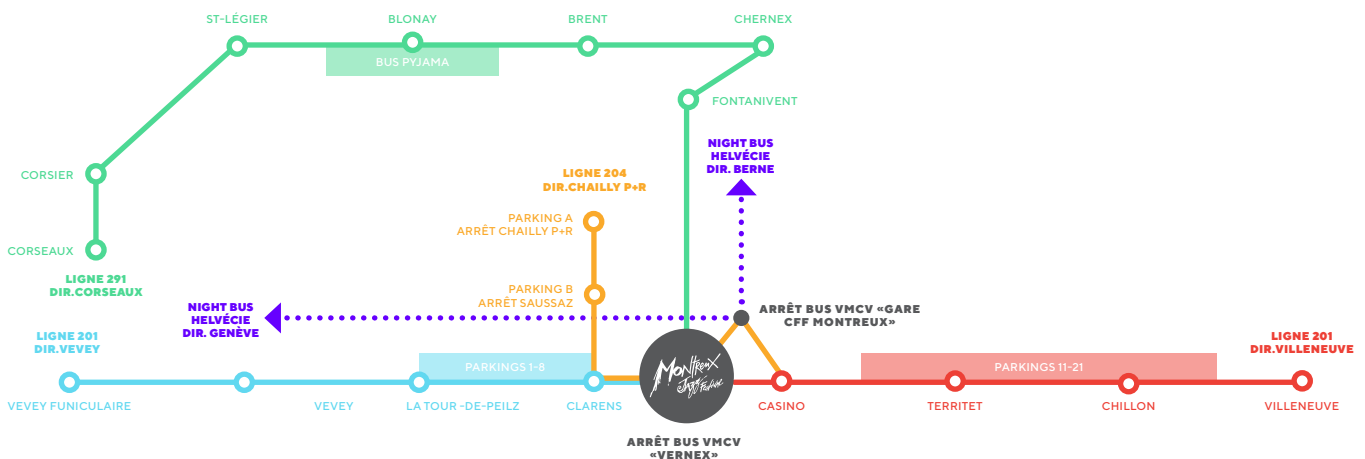 ST-LÉGIER
BLONAY
BRENT
CHERNEX
BUS PYJAMA
FONTANIVENT
NIGHT BUS
HELVÉCIE
DIR. BERNE
CORSIER
LIGNE 204
DIR.CHAILLY P+R
PARKING A
ARRÊT CHAILLY P+R
CORSEAUX
LIGNE 291
DIR.CORSEAUX
PARKING B
ARRÊT SAUSSAZ
NIGHT BUS
HELVÉCIE
DIR. GENÈVE
ARRÊT BUS VMCV «GARE
CFF MONTREUX»
LIGNE 201
DIR.VEVEY
LIGNE 201
DIR.VILLENEUVE
PARKINGS 1-8
Montreux
Jazz Festival
PARKINGS 11-21
VEVEY FUNICULAIRE
VEVEY
LA TOUR -DE-PEILZ
CLARENS
CASINO
TERRITET
CHILLON
VILLENEUVE
ARRÊT BUS VMCV
«VERNEX»